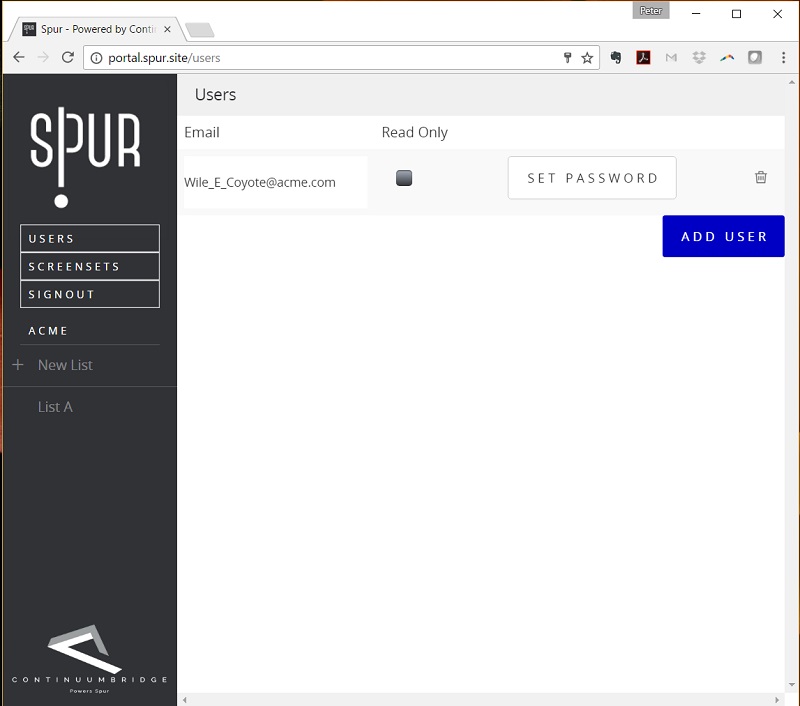 Peter
Spur - Powered by Contin
portal.spur.site/users
SPUR
USERS
SCREENSETS
SIGNOUT
ACME
+ New List
List A
CONTINUUMBRIDGE
Powers Spur
Users
Email Read Only
Wile_E_Coyote@acme.com SET PASSWORD
ADD USER